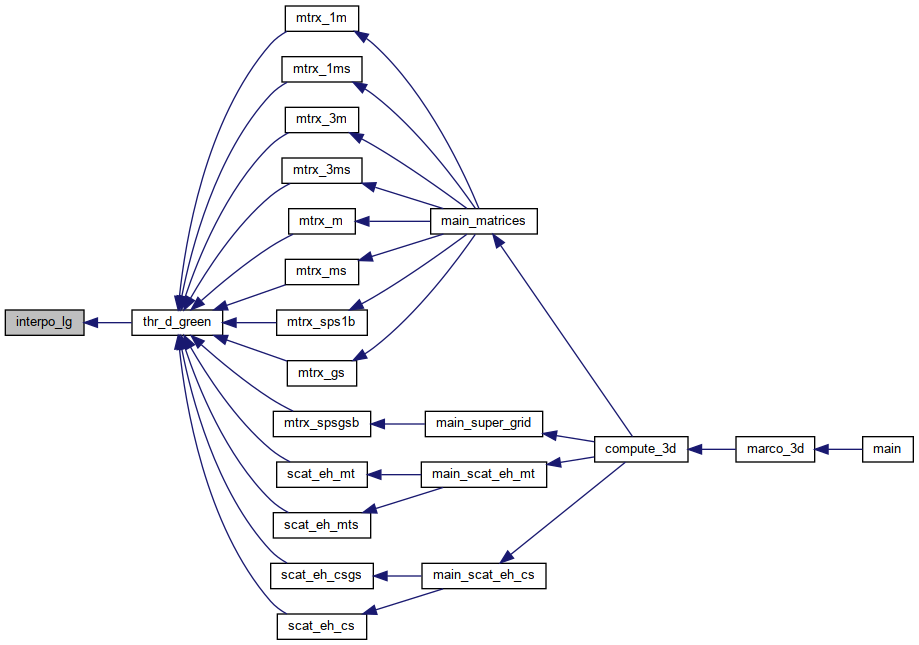 mtrx_1m
mtrx_1ms
mtrx_3m
mtrx_3ms
mtrx_m
main_matrices
mtrx_ms
interpo_lg
thr_d_green
mtrx_sps1b
mtrx_gs
mtrx_spsgsb
main_super_grid
compute_3d
marco_3d
main
scat_eh_mt
main_scat_eh_mt
scat_eh_mts
scat_eh_csgs
main_scat_eh_cs
scat_eh_cs